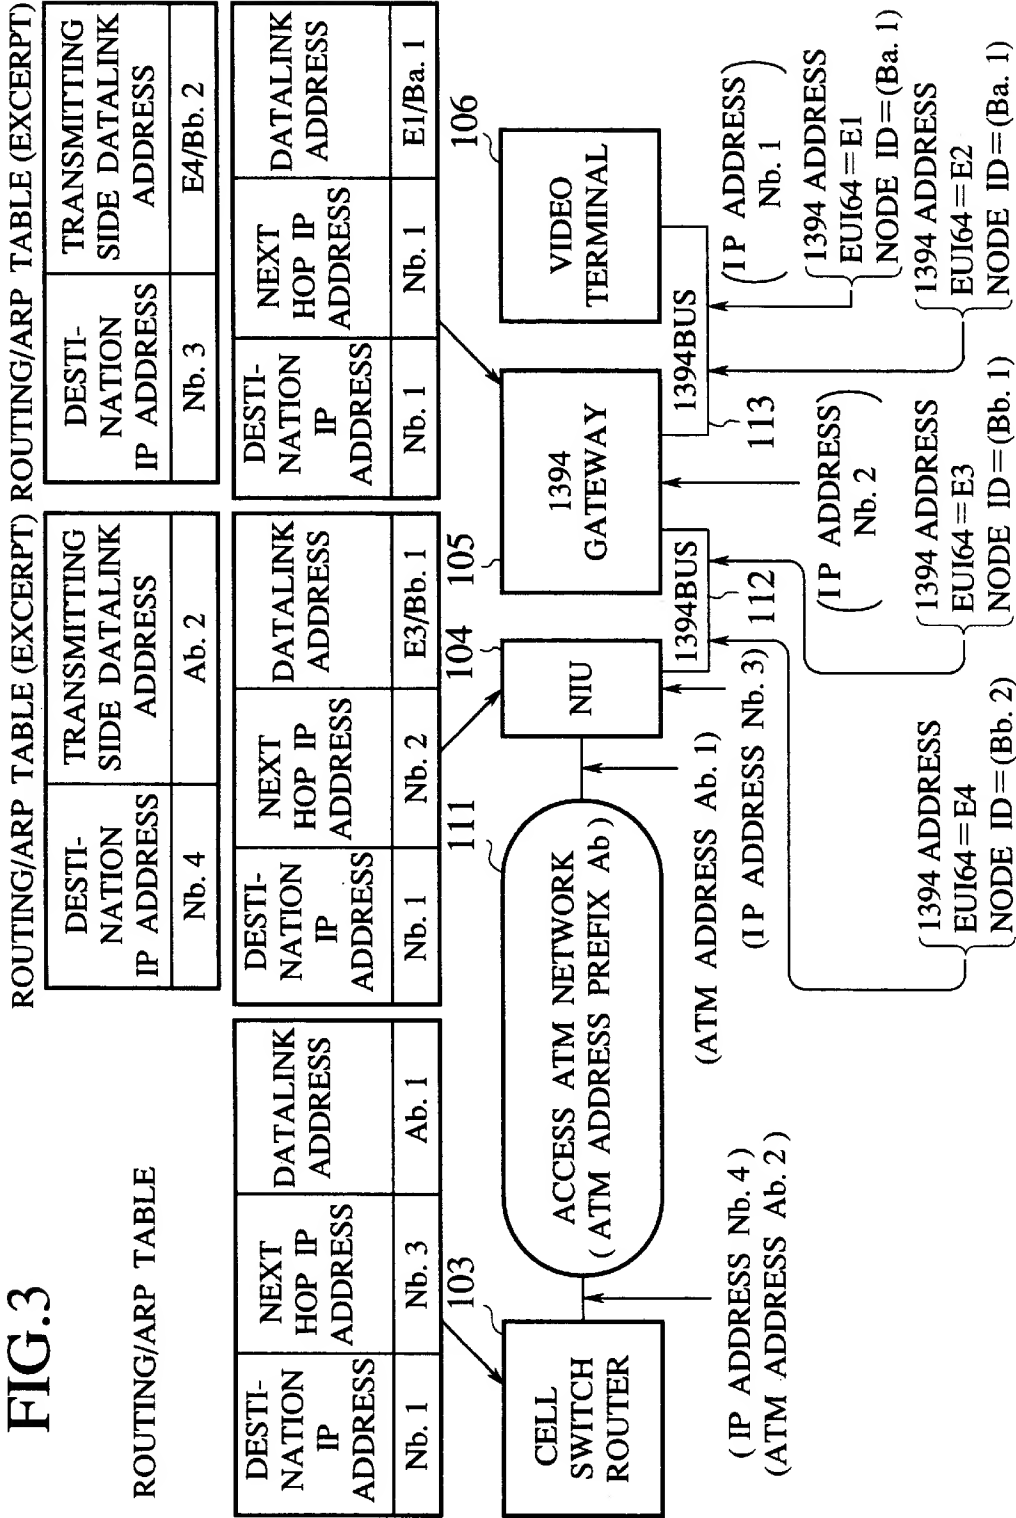 FIG.3
ROUTING/ARP TABLE
DESTI-
NATION
IP
ADDRESS
NEXT
HOP IP
ADDRESS
DATALINK
ADDRESS
Nb. 1
Nb. 3
Ab. 1
ROUTING/ARP TABLE (EXCERPT)
DESTI-
NATION
IP ADDRESS
TRANSMITTING
SIDE DATALINK
ADDRESS
Nb. 4
Ab. 2
DESTI-
NATION
IP
ADDRESS
NEXT
HOP IP
ADDRESS
DATALINK
ADDRESS
Nb. 1
Nb. 2
E3/Bb. 1
ROUTING/ARP TABLE (EXCERPT)
DESTI-
NATION
IP ADDRESS
TRANSMITTING
SIDE DATALINK
ADDRESS
Nb. 3
E4/Bb. 2
DESTI-
NATION
IP
ADDRESS
NEXT
HOP IP
ADDRESS
DATALINK
ADDRESS
Nb. 1
Nb. 1
E1/Ba. 1
103
111
104
105
106
CELL
SWITCH
ROUTER
ACCESS ATM NETWORK
( ATM ADDRESS PREFIX Ab )
NIU
1394
GATEWAY
VIDEO
TERMINAL
1394BUS
112
1394BUS
113
( IP ADDRESS Nb. 4 )
(ATM ADDRESS Ab. 2 )
(ATM ADDRESS Ab. 1)
(IP ADDRESS Nb. 3)
(IP ADDRESS
Nb. 2)
(IP ADDRESS
Nb. 1)
1394 ADDRESS
EUI64=E4
NODE ID=(Bb. 2)
1394 ADDRESS
EUI64=E3
NODE ID=(Bb. 1)
1394 ADDRESS
EUI64=E1
NODE ID=(Ba. 1)
1394 ADDRESS
EUI64=E2
NODE ID=(Ba. 1)